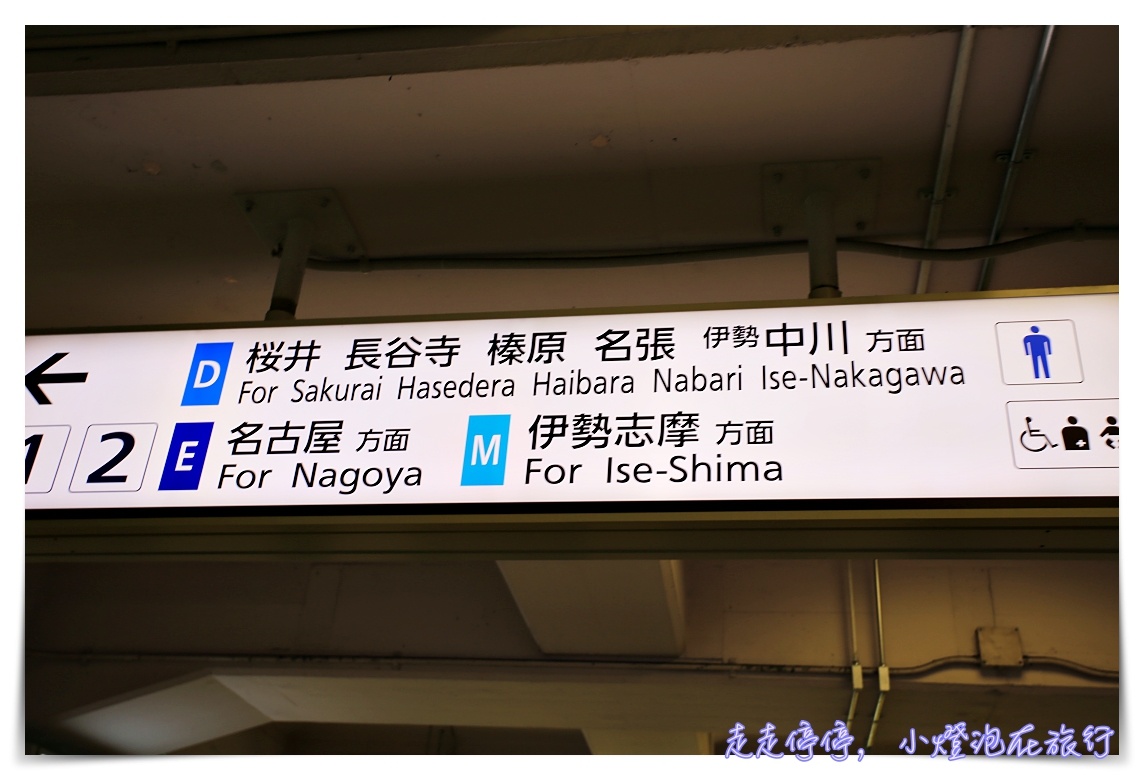 D 桜井 長谷寺 榛原 名張 伊勢中川 方面
For Sakurai Hasedera Haibara Nabari Ise-Nakagawa
1 2 E 名古屋 方面 M 伊勢志摩 方面
For Nagoya For Ise-Shima
走走停停, 小燈泡在旅行